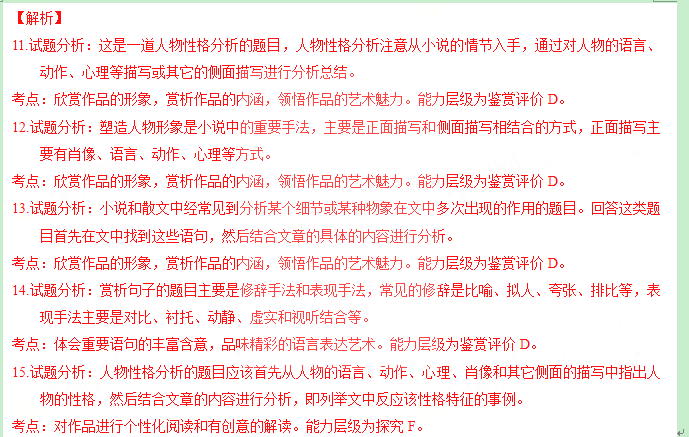 【解析】
11.试题分析：这是一道人物性格分析的题目，人物性格分析注意从小说的情节入手，通过对人物的语言、
动作、心理等描写或其它的侧面描写进行分析总结。
考点：欣赏作品的形象，赏析作品的内涵，领悟作品的艺术魅力。能力层级为鉴赏评价 D。
12.试题分析：塑造人物形象是小说中的重要手法，主要是正面描写和侧面描写相结合的方式，正面描写主
要有肖像、语言、动作、心理等方式。
考点：欣赏作品的形象，赏析作品的内涵，领悟作品的艺术魅力。能力层级为鉴赏评价 D。
13.试题分析：小说和散文中经常见到分析某个细节或某种物象在文中多次出现的作用的题目。回答这类题
目首先在文中找到这些语句，然后结合文章的具体的内容进行分析。
考点：欣赏作品的形象，赏析作品的内涵，领悟作品的艺术魅力。能力层级为鉴赏评价 D。
14.试题分析：赏析句子的题目主要是修辞手法和表现手法，常见的修辞是比喻、拟人、夸张、排比等，表
现手法主要是对比、衬托、动静、虚实和视听结合等。
考点：体会重要语句的丰富含意，品味精彩的语言表达艺术。能力层级为鉴赏评价 D。
15.试题分析：人物性格分析的题目应该首先从人物的语言、动作、心理、肖像和其它侧面的描写中指出人
物的性格，然后结合文章的内容进行分析，即列举文中反应该性格特征的事例。
考点：对作品进行个性化阅读和有创意的解读。能力层级为探究 F。